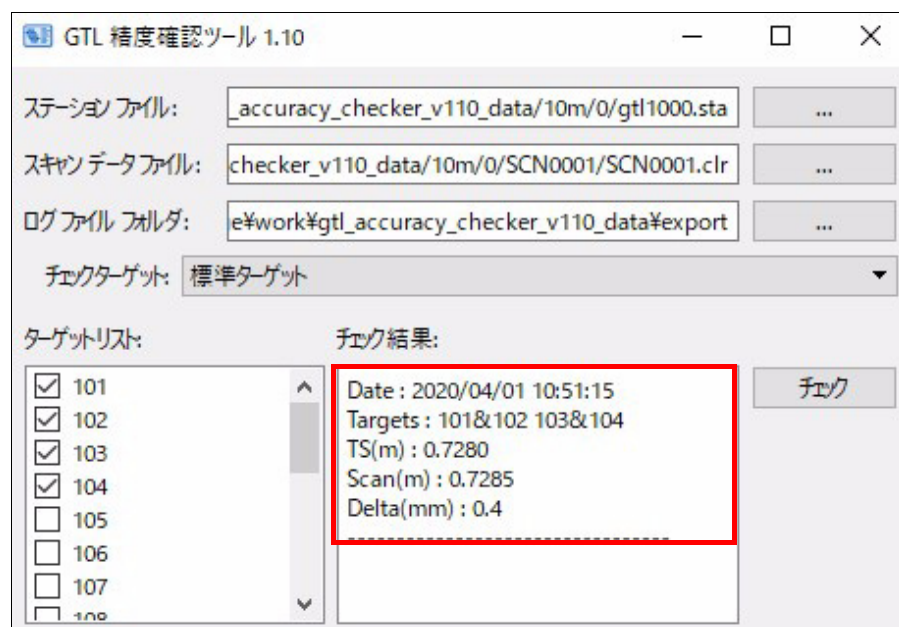 GTL 精度確認ツール 1.10
ステーション ファイル:
_accuracy_checker_v110_data/10m/0/gtl1000.sta
...
スキャン データ ファイル:
checker_v110_data/10m/0/SCN0001/SCN0001.clr
...
ログ ファイル フォルダ:
e¥work¥gtl_accuracy_checker_v110_data¥export
...
チェックターゲット:
標準ターゲット
ターゲットリスト:
チェック結果:
101
102
103
104
105
106
107
108
Date : 2020/04/01 10:51:15
Targets : 101&102 103&104
TS(m) : 0.7280
Scan(m) : 0.7285
Delta(mm) : 0.4
---------------------------------
チェック